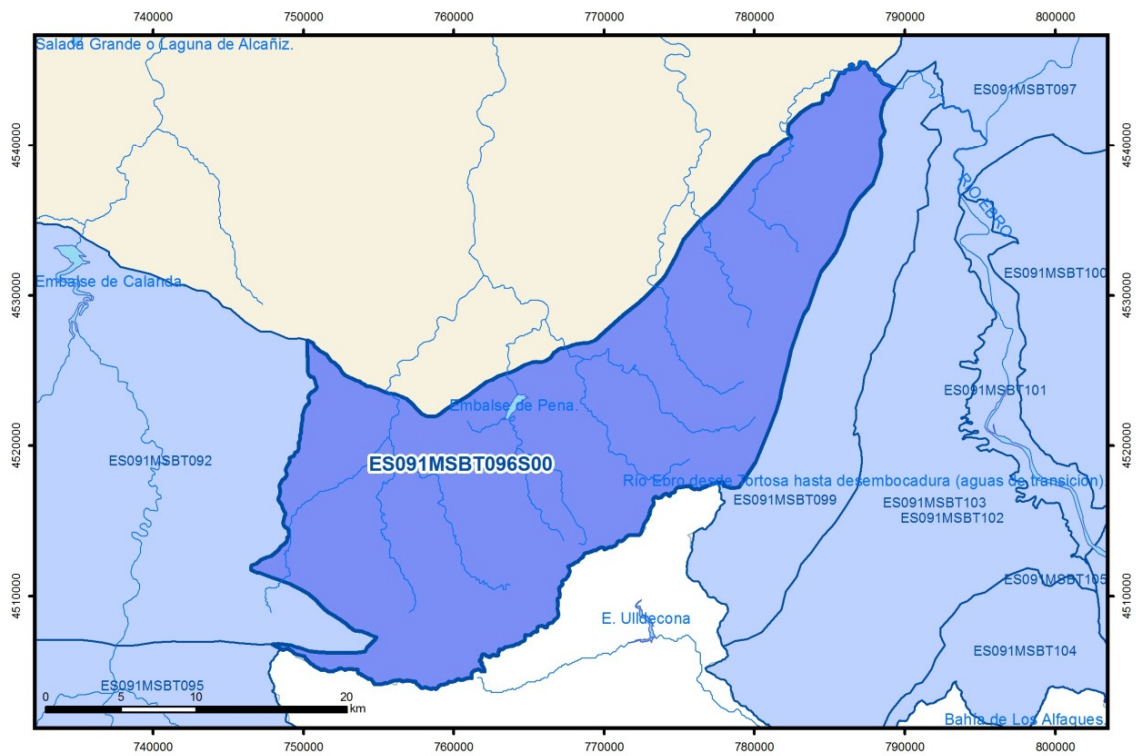 740000 750000 760000 770000 780000 790000 800000
Salada Grande o Laguna de Alcañiz.
ES091MSBT097
4540000 4540000
RIO EBRO
ES091MSBT100
Embalse de Calanda.
4530000 4530000
ES091MSBT101
Embalse de Pena.
4520000 4520000
ES091MSBT092
ES091MSBT096S00
Río Ebro desde Tortosa hasta desembocadura (aguas de transición)
ES091MSBT099
ES091MSBT103
ES091MSBT102
ES091MSBT105
4510000 4510000
E. Ulldecona
ES091MSBT104
ES091MSBT095
0 5 10 20
km
Bahía de Los Alfaques.
740000 750000 760000 770000 780000 790000 800000